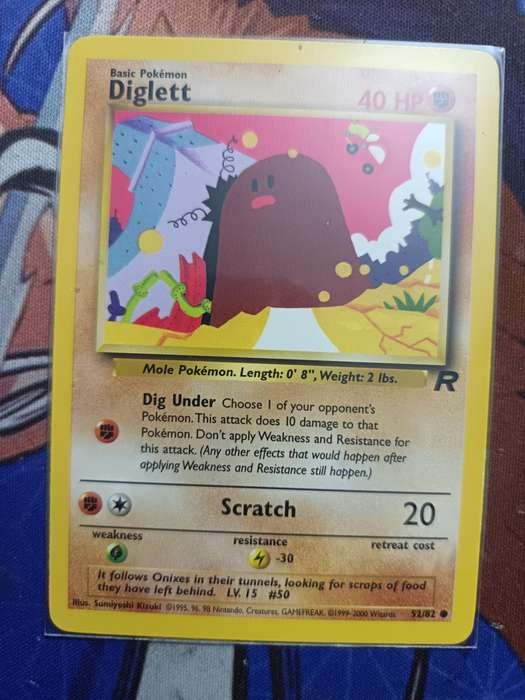 Basic Pokémon
Diglett
40 HP
Mole Pokémon. Length: 0' 8", Weight: 2 lbs.
R
Dig Under Choose 1 of your opponent's
Pokémon. This attack does 10 damage to that
Pokémon. Don't apply Weakness and Resistance for
this attack. (Any other effects that would happen after
applying Weakness and Resistance still happen.)
Scratch 20
weakness resistance retreat cost
-30
It follows Onixes in their tunnels, looking for scraps of food
they have left behind. LV. 15 #50
Illus. Sumiyoshi Kizuki ©1995, 96, 98 Nintendo, Creatures, GAMEFREAK. ©1999-2000 Wizards. 52/82